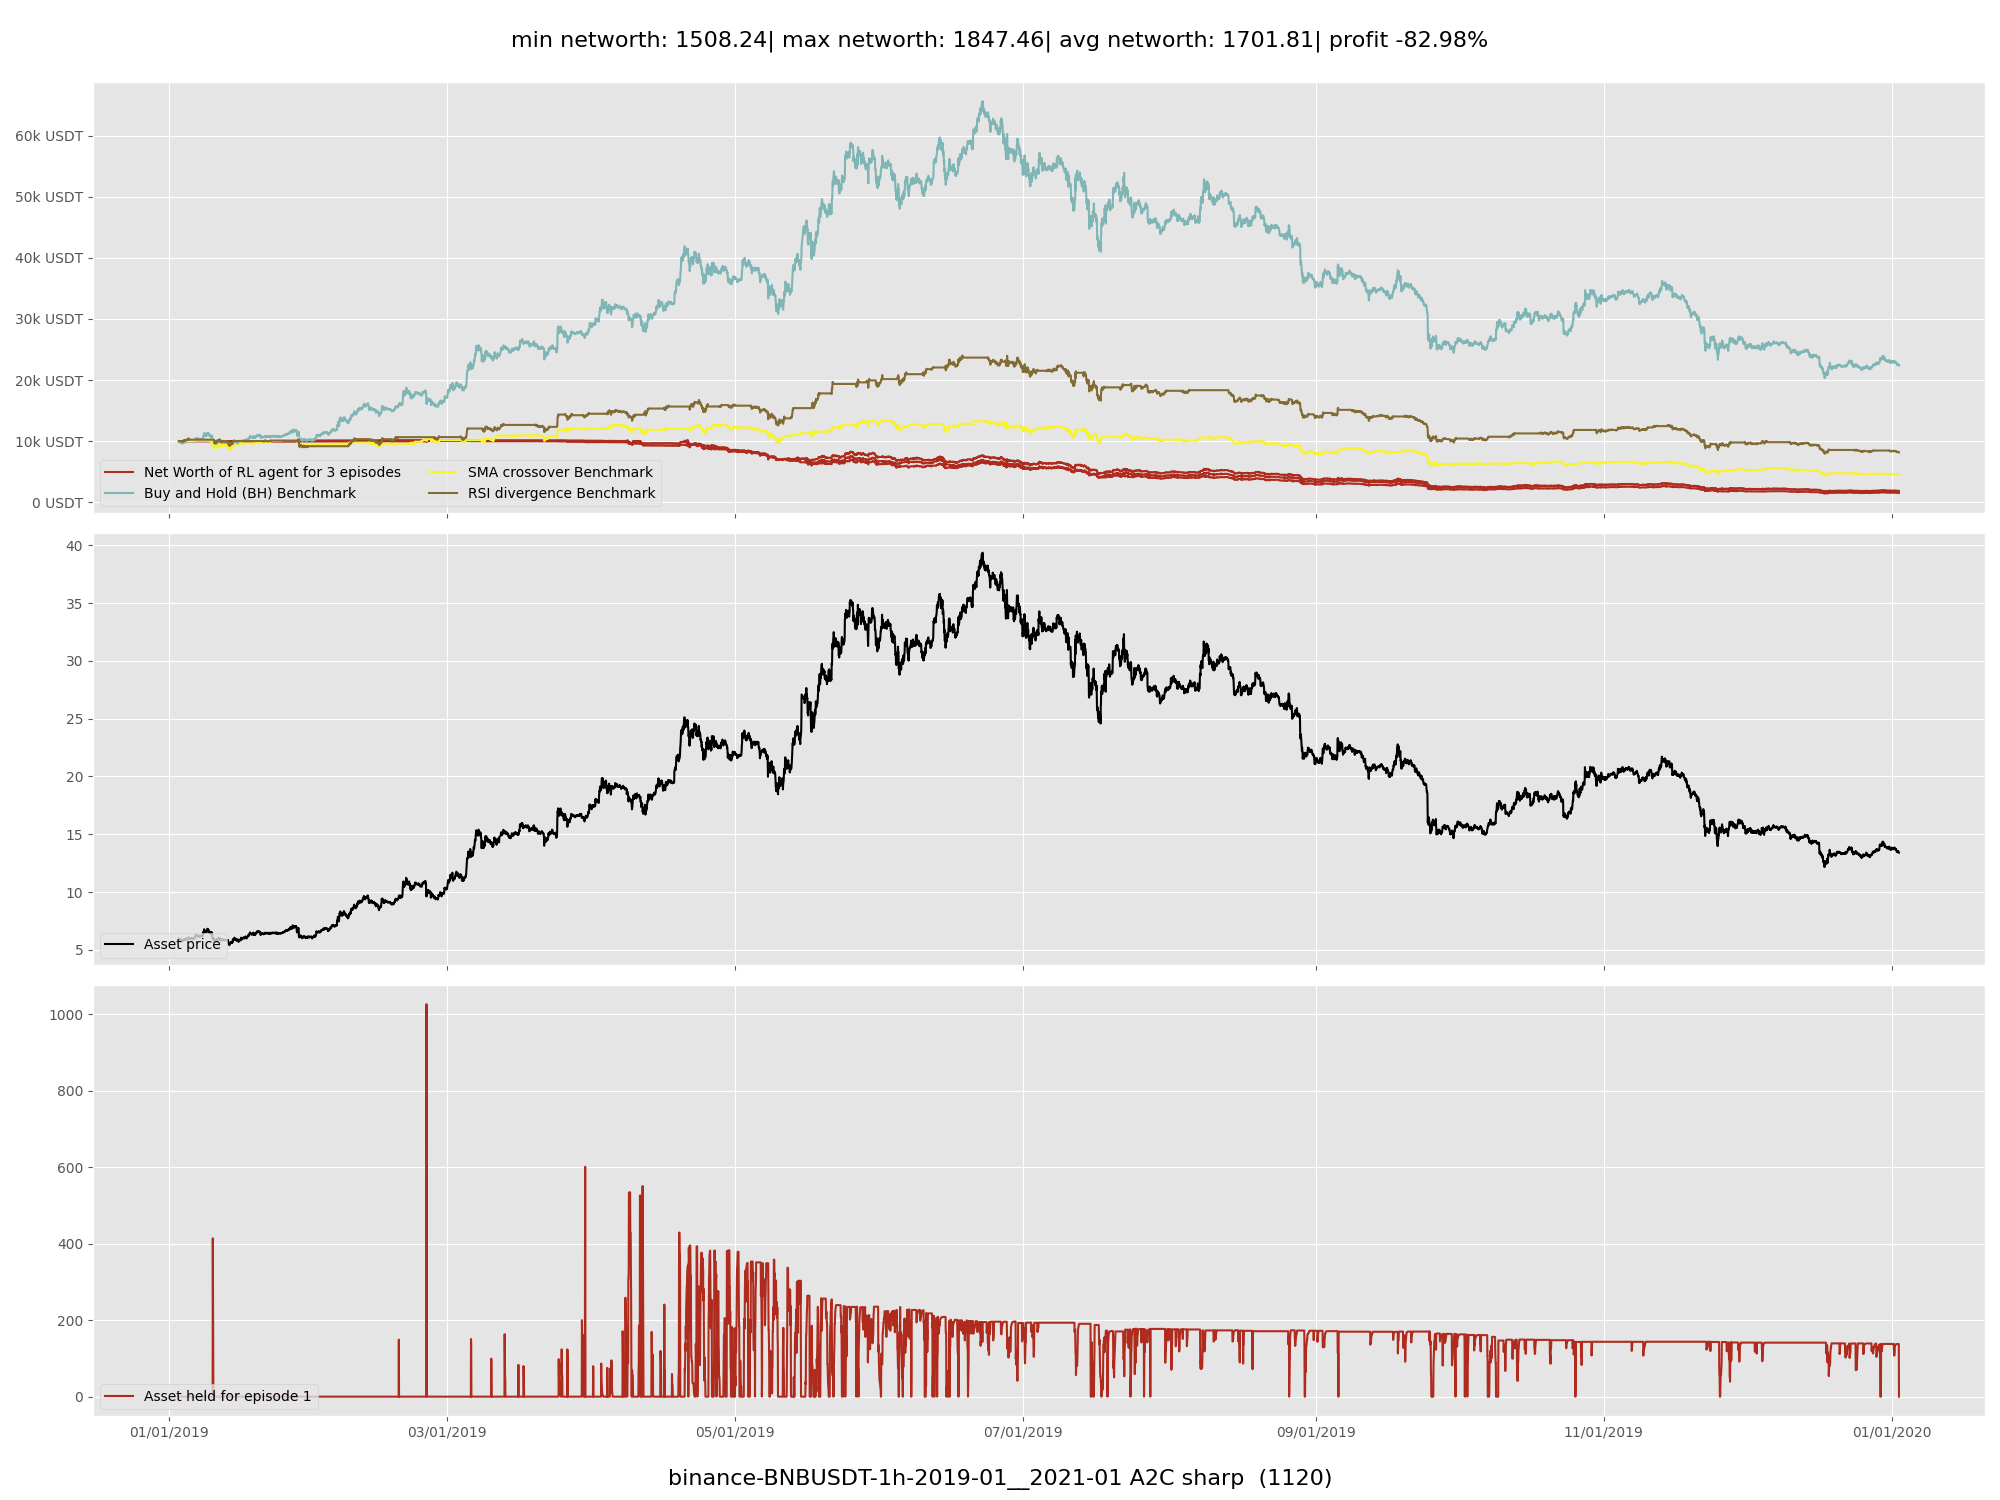 min networth: 1508.24| max networth: 1847.46| avg networth: 1701.81| profit -82.98%
60k USDT
50k USDT
40k USDT
30k USDT
20k USDT
10k USDT
0 USDT
Net Worth of RL agent for 3 episodes
Buy and Hold (BH) Benchmark
SMA crossover Benchmark
RSI divergence Benchmark
40
35
30
25
20
15
10
5
Asset price
1000
800
600
400
200
0
Asset held for episode 1
01/01/2019 03/01/2019 05/01/2019 07/01/2019 09/01/2019 11/01/2019 01/01/2020
binance-BNBUSDT-1h-2019-01__2021-01 A2C sharp (1120)